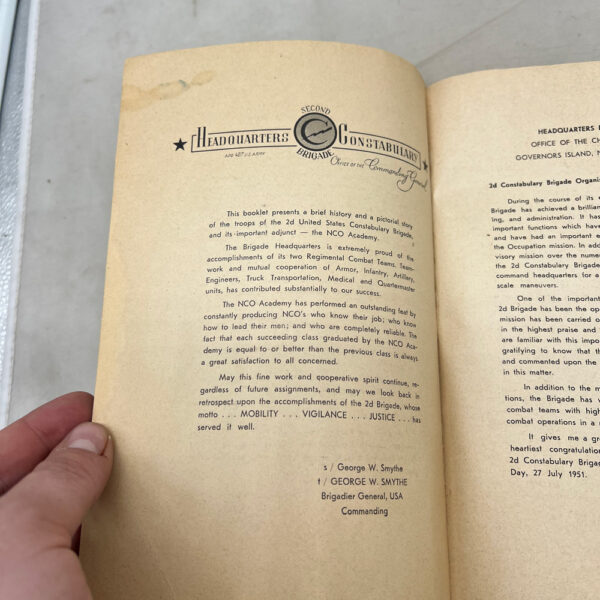 SECOND
HEADQUARTERS CONSTABULARY
BRIGADE
APO 407 U S ARMY
OFFICE OF THE Commanding General
This booklet presents a brief history and a pictorial story
of the troops of the 2d United States Constabulary Brigade,
and its important adjunct — the NCO Academy.
The Brigade Headquarters is extremely proud of the
accomplishments of its two Regimental Combat Teams. Team-
work and mutual cooperation of Armor, Infantry, Artillery,
Engineers, Truck Transportation, Medical and Quartermaster
units, has contributed substantially to our success.
The NCO Academy has performed an outstanding feat by
constantly producing NCO's who know their job; who know
how to lead their men; and who are completely reliable. The
fact that each succeeding class graduated by the NCO Aca-
demy is equal to or better than the previous class is always
a great satisfaction to all concerned.
May this fine work and qooperative spirit continue, re-
gardless of future assignments, and may we look back in
retrospect upon the accomplishments of the 2d Brigade, whose
motto . . . MOBILITY . . . VIGILANCE . . . JUSTICE . . . has
served it well.
s / George W. Smythe
t / GEORGE W. SMYTHE
Brigadier General, USA
Commanding
HEADQUARTERS
OFFICE OF THE CH
GOVERNORS ISLAND, N
2d Constabulary Brigade Organis
During the course of its
Brigade has achieved a brillian
ing, and administration. It has
important functions which have
and have had an important e
the Occupation mission. In add
visory mission over the nume
the 2d Constabulary Brigade
command headquarters for a
scale maneuvers.
One of the important
2d Brigade has been the op
mission has been carried o
in the highest praise and
are familiar with this impo
gratifying to know that th
and commented upon the
in this matter.
In addition to the m
tions, the Brigade has v
combat teams with high
combat operations in a
It gives me a gre
heartiest congratulation
2d Constabulary Brigad
Day, 27 July 1951.